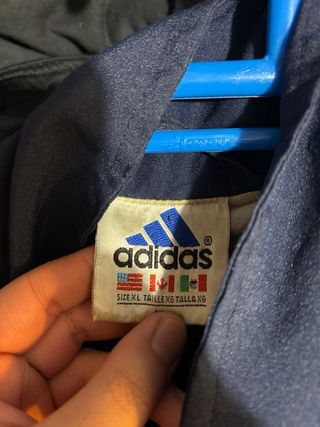 adidas ®
SIZE XL TAILLE XG TALLA XG